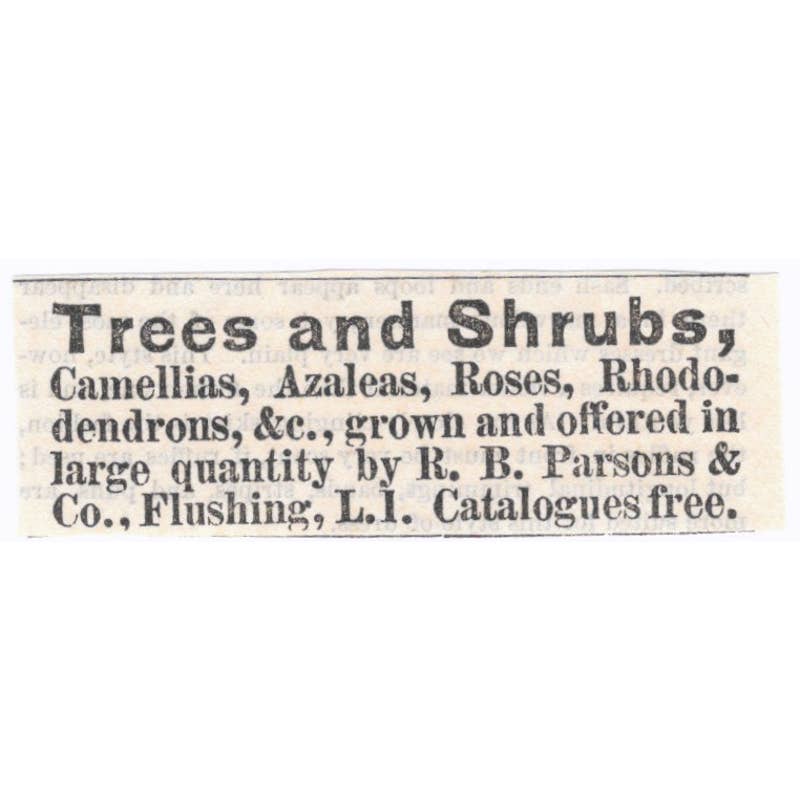 Trees and Shrubs,
Camellias, Azaleas, Roses, Rhodo-
dendrons, &c., grown and offered in
large quantity by R. B. Parsons &
Co., Flushing, L.I. Catalogues free.